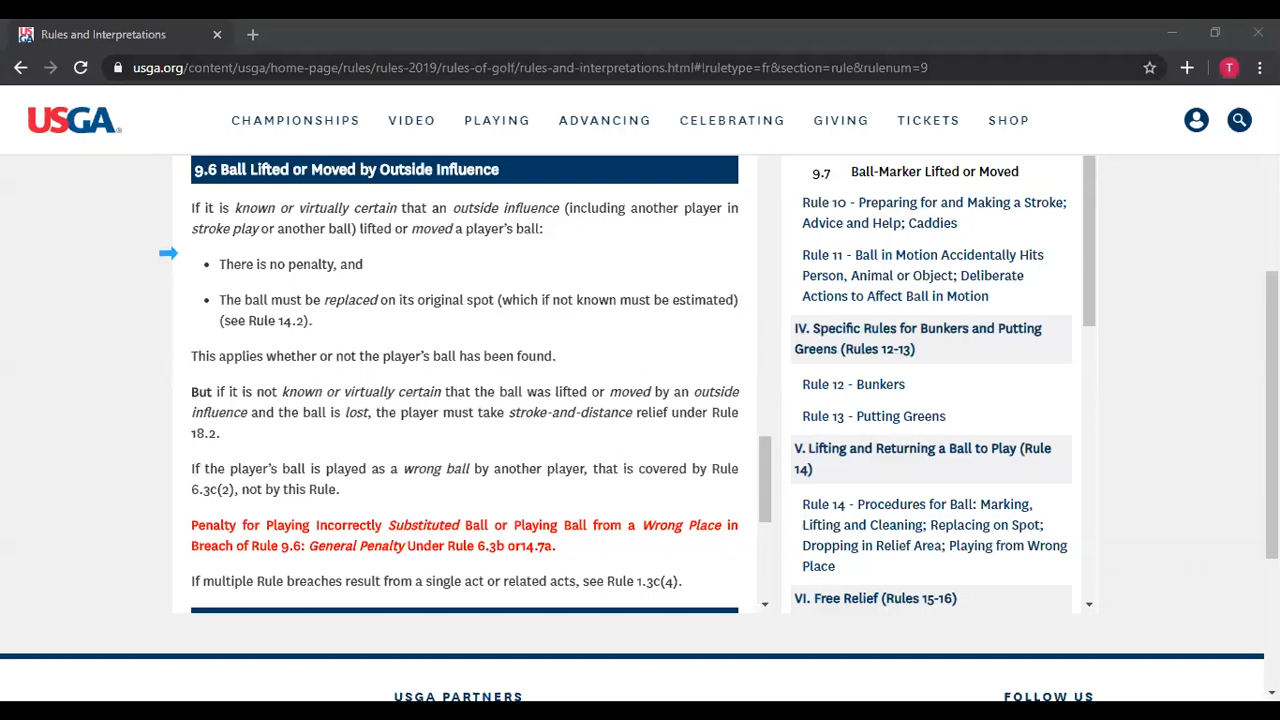 Rules and Interpretations
usga.org/content/usga/home-page/rules/rules-2019/rules-of-golf/rules-and-interpretations.html#!ruletype=fr&section=rule&rulenum=9
T
USGA
CHAMPIONSHIPS VIDEO PLAYING ADVANCING CELEBRATING GIVING TICKETS SHOP
9.6 Ball Lifted or Moved by Outside Influence
If it is known or virtually certain that an outside influence (including another player in
stroke play or another ball) lifted or moved a player's ball:
• There is no penalty, and
• The ball must be replaced on its original spot (which if not known must be estimated)
(see Rule 14.2).
This applies whether or not the player's ball has been found.
But if it is not known or virtually certain that the ball was lifted or moved by an outside
influence and the ball is lost, the player must take stroke-and-distance relief under Rule
18.2.
If the player's ball is played as a wrong ball by another player, that is covered by Rule
6.3c(2), not by this Rule.
Penalty for Playing Incorrectly Substituted Ball or Playing Ball from a Wrong Place in
Breach of Rule 9.6: General Penalty Under Rule 6.3b or14.7a.
If multiple Rule breaches result from a single act or related acts, see Rule 1.3c(4).
9.7 Ball-Marker Lifted or Moved
Rule 10 - Preparing for and Making a Stroke;
Advice and Help; Caddies
Rule 11 - Ball in Motion Accidentally Hits
Person, Animal or Object; Deliberate
Actions to Affect Ball in Motion
IV. Specific Rules for Bunkers and Putting
Greens (Rules 12-13)
Rule 12 - Bunkers
Rule 13 - Putting Greens
V. Lifting and Returning a Ball to Play (Rule
14)
Rule 14 - Procedures for Ball: Marking,
Lifting and Cleaning; Replacing on Spot;
Dropping in Relief Area; Playing from Wrong
Place
VI. Free Relief (Rules 15-16)
USGA PARTNERS
FOLLOW US